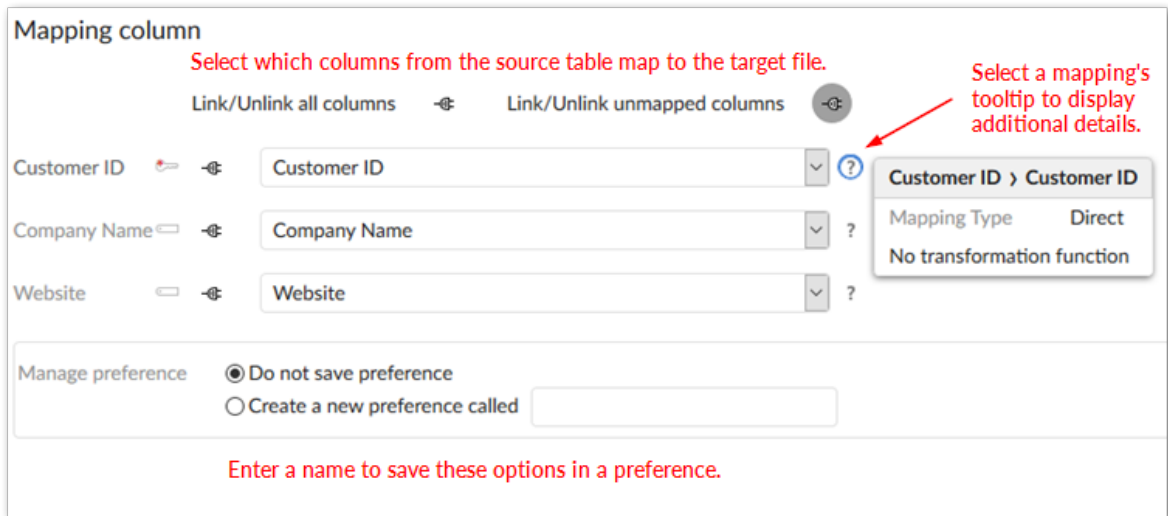 Mapping column
Select which columns from the source table map to the target file.
Select a mapping's
tooltip to display
additional details.
Link/Unlink all columns
Link/Unlink unmapped columns
Customer ID
Customer ID
?
Customer ID › Customer ID
Mapping Type Direct
No transformation function
Company Name
Company Name
?
Website
Website
?
Manage preference
Do not save preference
Create a new preference called
Enter a name to save these options in a preference.